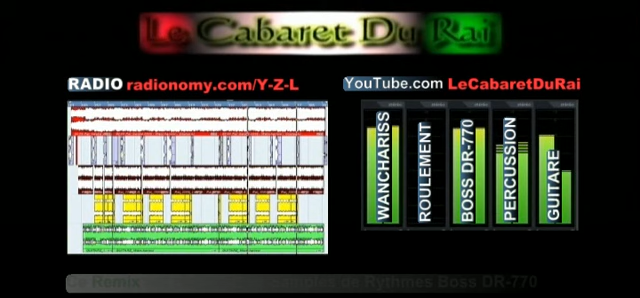 Le Cabaret Du Rai
RADIO radionomy.com/Y-Z-L
YouTube.com LeCabaretDuRai
WANCHARISS
ROULEMENT
BOSS DR-770
PERCUSSION
GUITARE
Ce Remix de Rythmes Boss DR-770